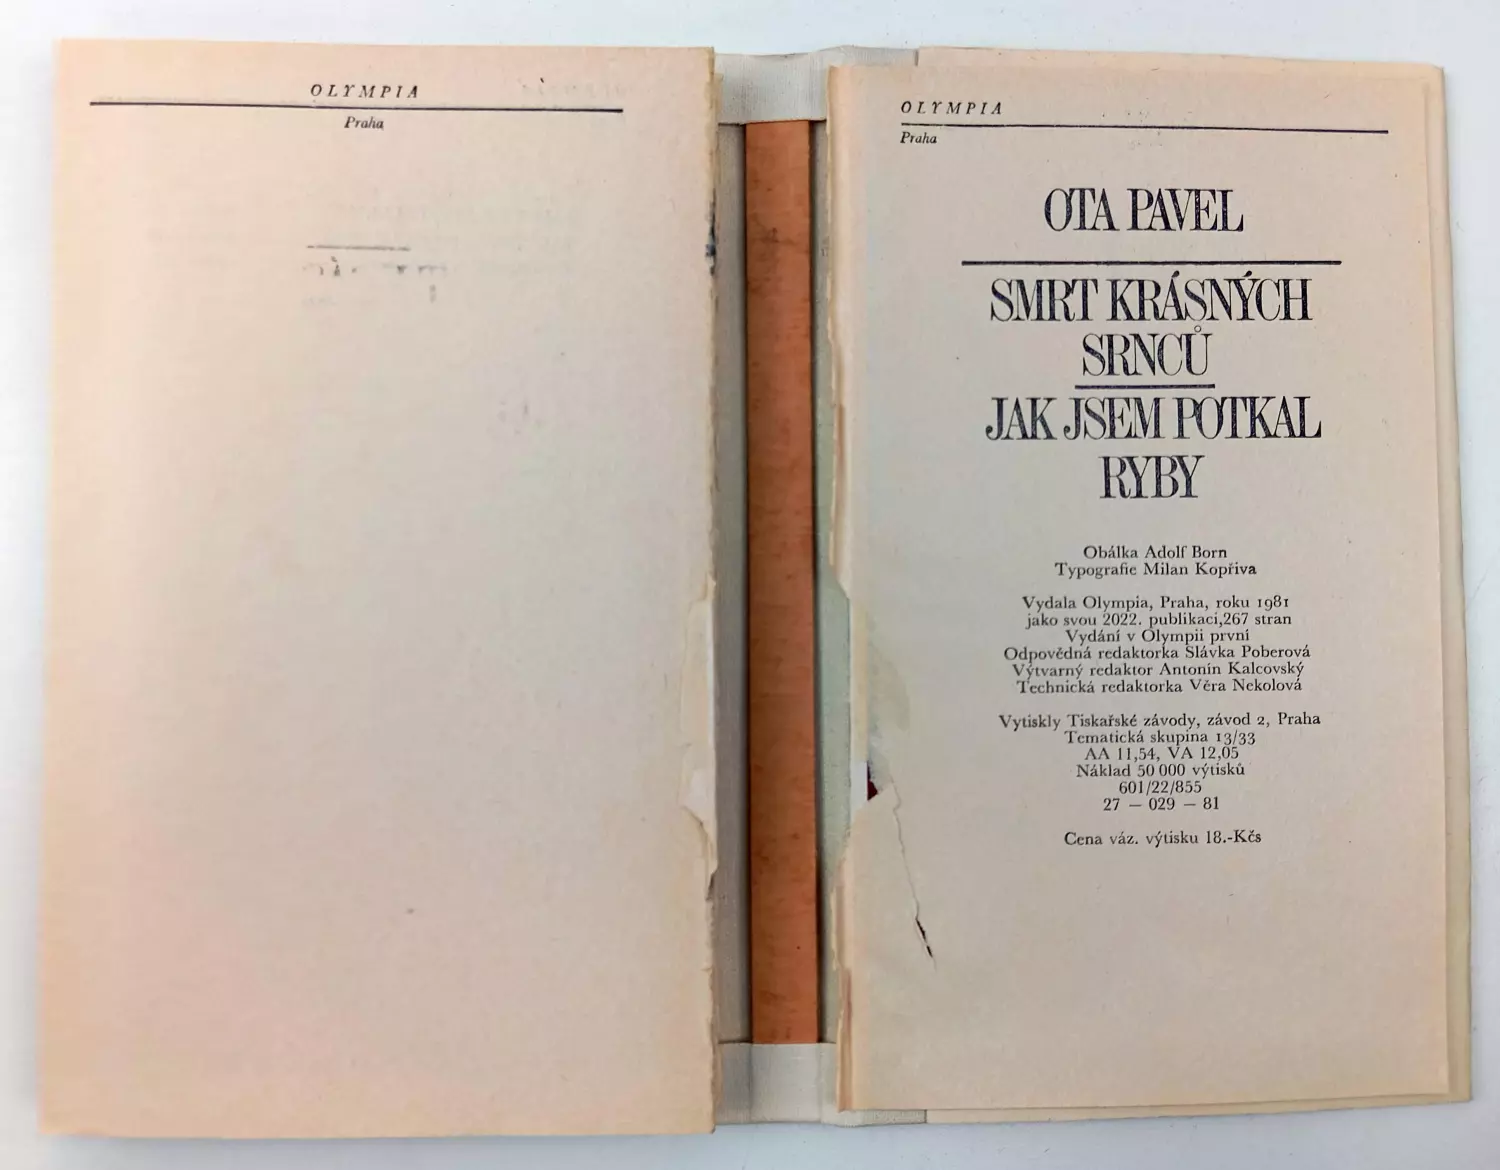 OLYMPIA
Praha
OLYMPIA
Praha
OTA PAVEL
SMRT KRÁSNÝCH
SRNCŮ
JAK JSEM POTKAL
RYBY
Obálka Adolf Born
Typografie Milan Kopřiva
Vydala Olympia, Praha, roku 1981
jako svou 2022. publikaci,267 stran
Vydání v Olympii první
Odpovědná redaktorka Slávka Poberová
Výtvarný redaktor Antonín Kalcovský
Technická redaktorka Věra Nekolová
Vytiskly Tiskařské závody, závod 2, Praha
Tematická skupina 13/33
AA 11,54, VA 12,05
Náklad 50 000 výtisků
601/22/855
27 — 029 — 81
Cena váz. výtisku 18.-Kčs